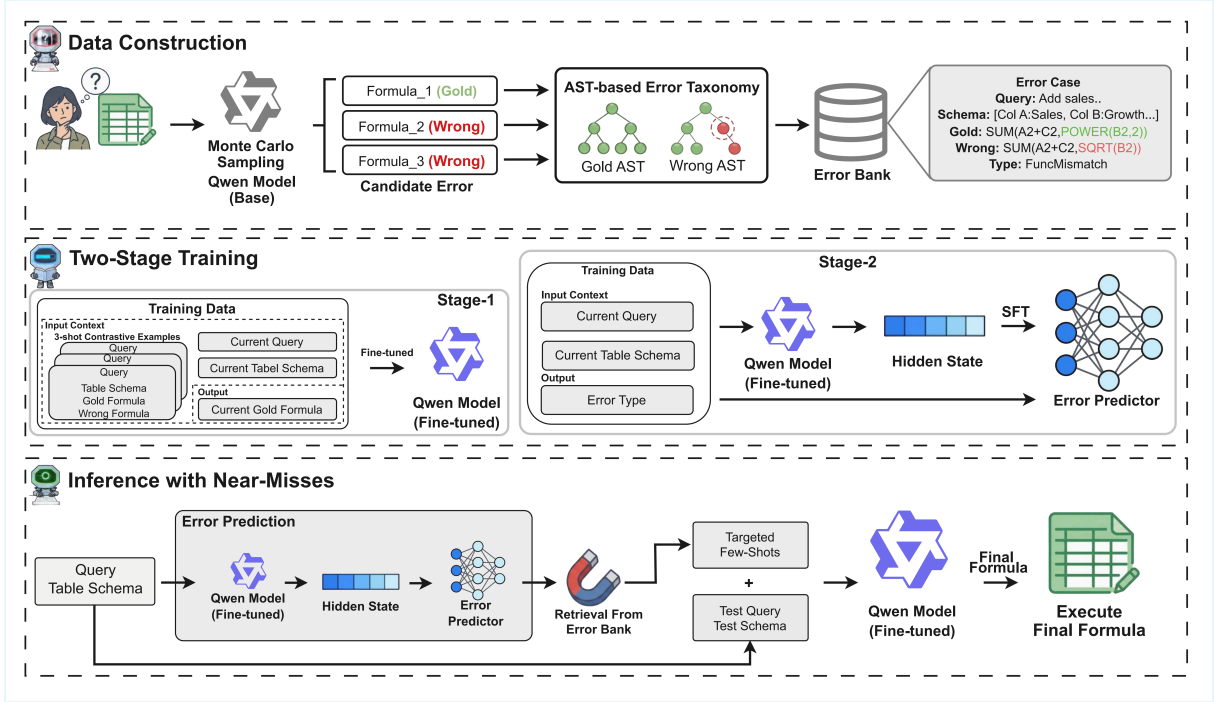 Data Construction
?
Monte Carlo
Sampling
Qwen Model
(Base)
Formula_1 (Gold)
Formula_2 (Wrong)
Formula_3 (Wrong)
Candidate Error
AST-based Error Taxonomy
Gold AST
Wrong AST
Error Bank
Error Case
Query: Add sales..
Schema: [Col A:Sales, Col B:Growth...]
Gold: SUM(A2+C2,POWER(B2,2))
Wrong: SUM(A2+C2,SQRT(B2))
Type: FuncMismatch
Two-Stage Training
Stage-1
Training Data
Input Context
3-shot Contrastive Examples
Query
Query
Query
Table Schema
Gold Formula
Wrong Formula
Current Query
Current Tabel Schema
Output
Current Gold Formula
Fine-tuned
Qwen Model
(Fine-tuned)
Stage-2
Training Data
Input Context
Current Query
Current Table Schema
Output
Error Type
Qwen Model
(Fine-tuned)
Hidden State
SFT
Error Predictor
Inference with Near-Misses
Query
Table Schema
Error Prediction
Qwen Model
(Fine-tuned)
Hidden State
Error
Predictor
Retrieval From
Error Bank
Targeted
Few-Shots
+
Test Query
Test Schema
Qwen Model
(Fine-tuned)
Final
Formula
Execute
Final Formula